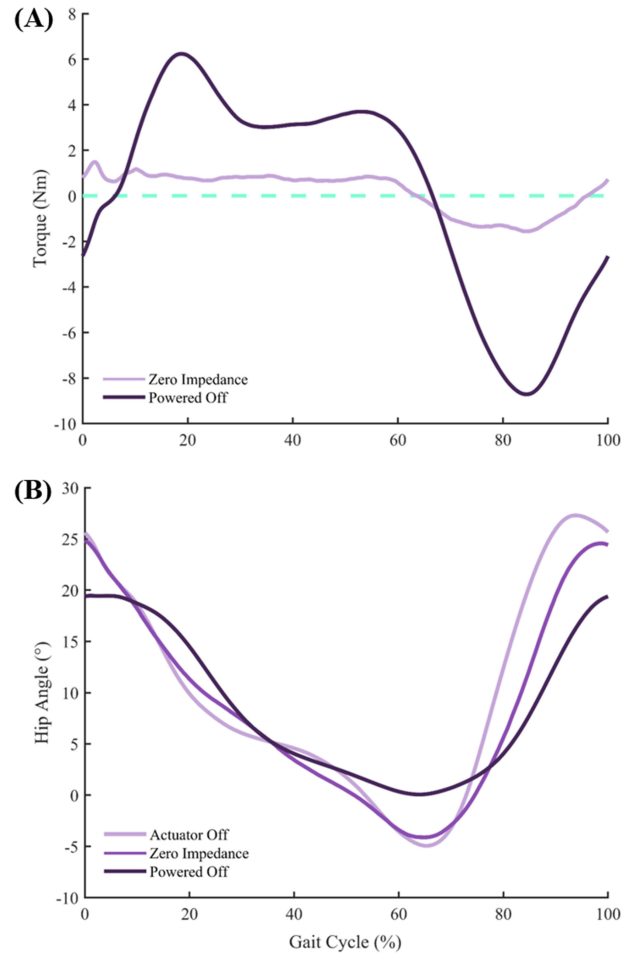 (A)
8
6
4
2
0
-2
-4
-6
-8
-10
Torque (Nm)
Zero Impedance
Powered Off
0 20 40 60 80 100
(B)
30
25
20
15
10
5
0
-5
-10
Hip Angle (°)
Actuator Off
Zero Impedance
Powered Off
0 20 40 60 80 100
Gait Cycle (%)